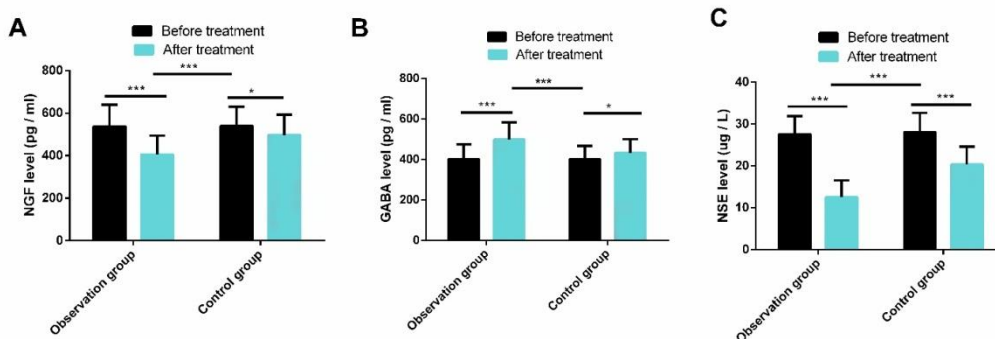 A
Before treatment
After treatment
NGF level (pg / ml)
800
600
400
200
0
***
***
*
Observation group
Control group
B
Before treatment
After treatment
GABA level (pg / ml)
800
600
400
200
0
***
***
*
Observation group
Control group
C
Before treatment
After treatment
NSE level (ug / L)
40
30
20
10
0
***
***
***
Observation group
Control group